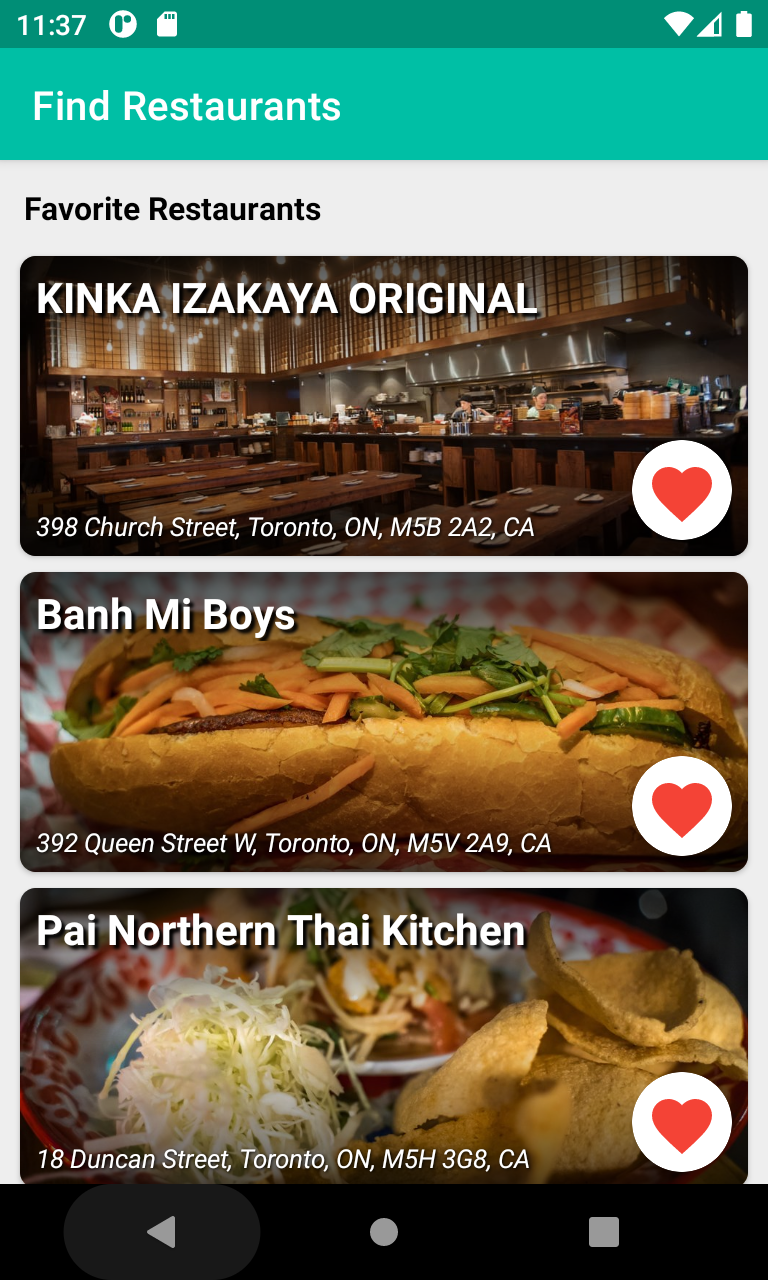 11:37
Find Restaurants
Favorite Restaurants
KINKA IZAKAYA ORIGINAL
398 Church Street, Toronto, ON, M5B 2A2, CA
Banh Mi Boys
392 Queen Street W, Toronto, ON, M5V 2A9, CA
Pai Northern Thai Kitchen
18 Duncan Street, Toronto, ON, M5H 3G8, CA